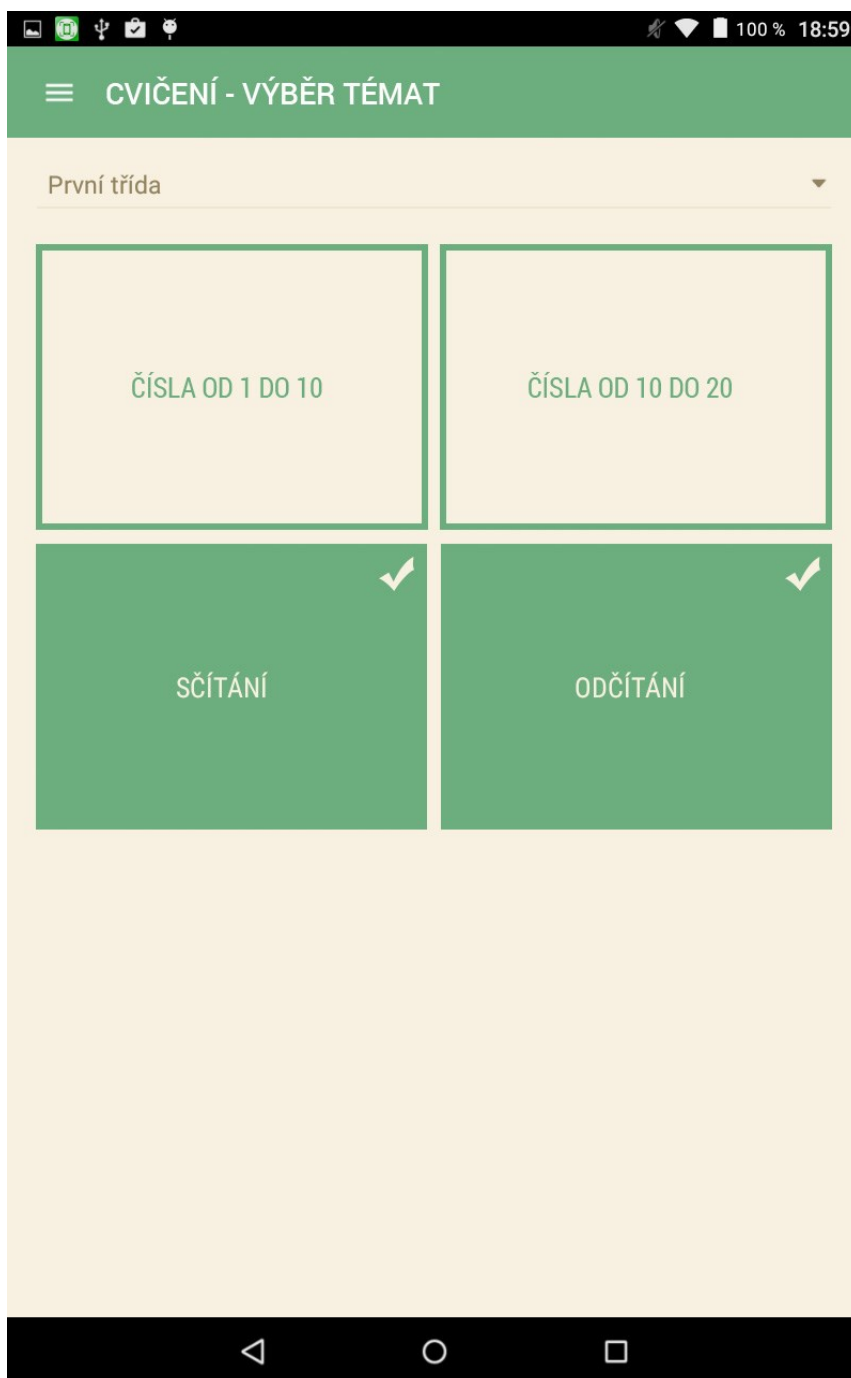 100 % 18:59
CVIČENÍ - VÝBĚR TÉMAT
První třída
ČÍSLA OD 1 DO 10
ČÍSLA OD 10 DO 20
SČÍTÁNÍ
ODČÍTÁNÍ